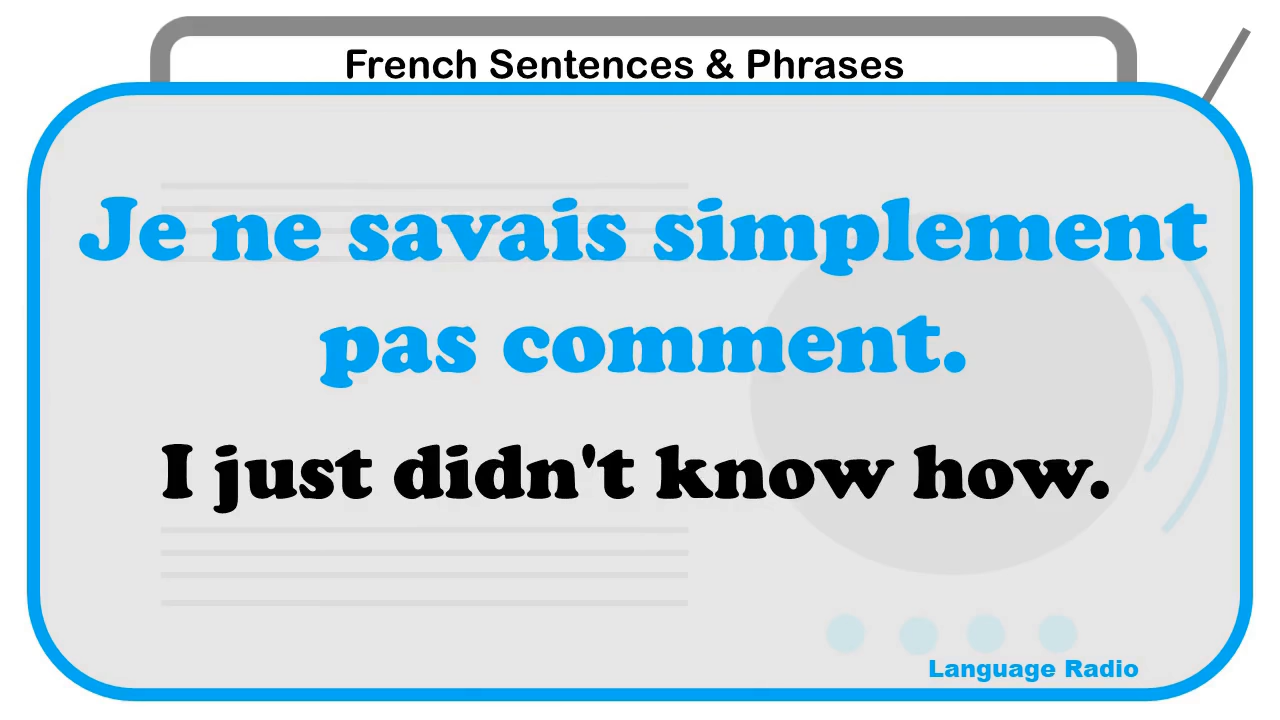 French Sentences & Phrases
Je ne savais simplement
pas comment.
I just didn't know how.
Language Radio